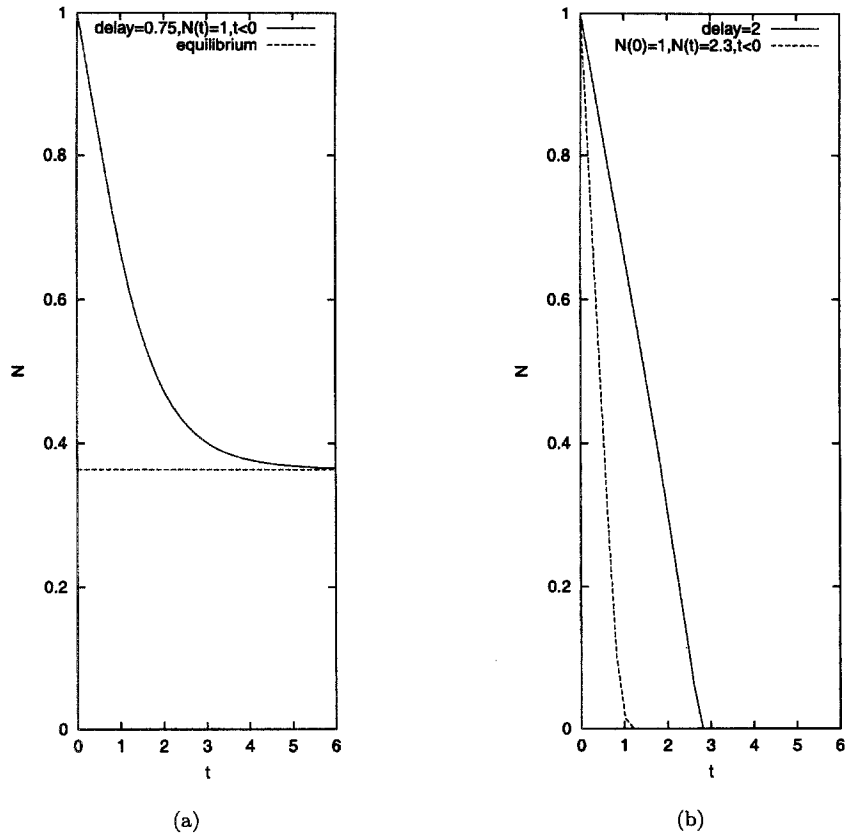 delay=0.75,N(t)=1,t<0
equilibrium
1
0.8
0.6
0.4
0.2
0
N
0 1 2 3 4 5 6
t
(a)
delay=2
N(0)=1,N(t)=2.3,t<0
1
0.8
0.6
0.4
0.2
0
N
0 1 2 3 4 5 6
t
(b)